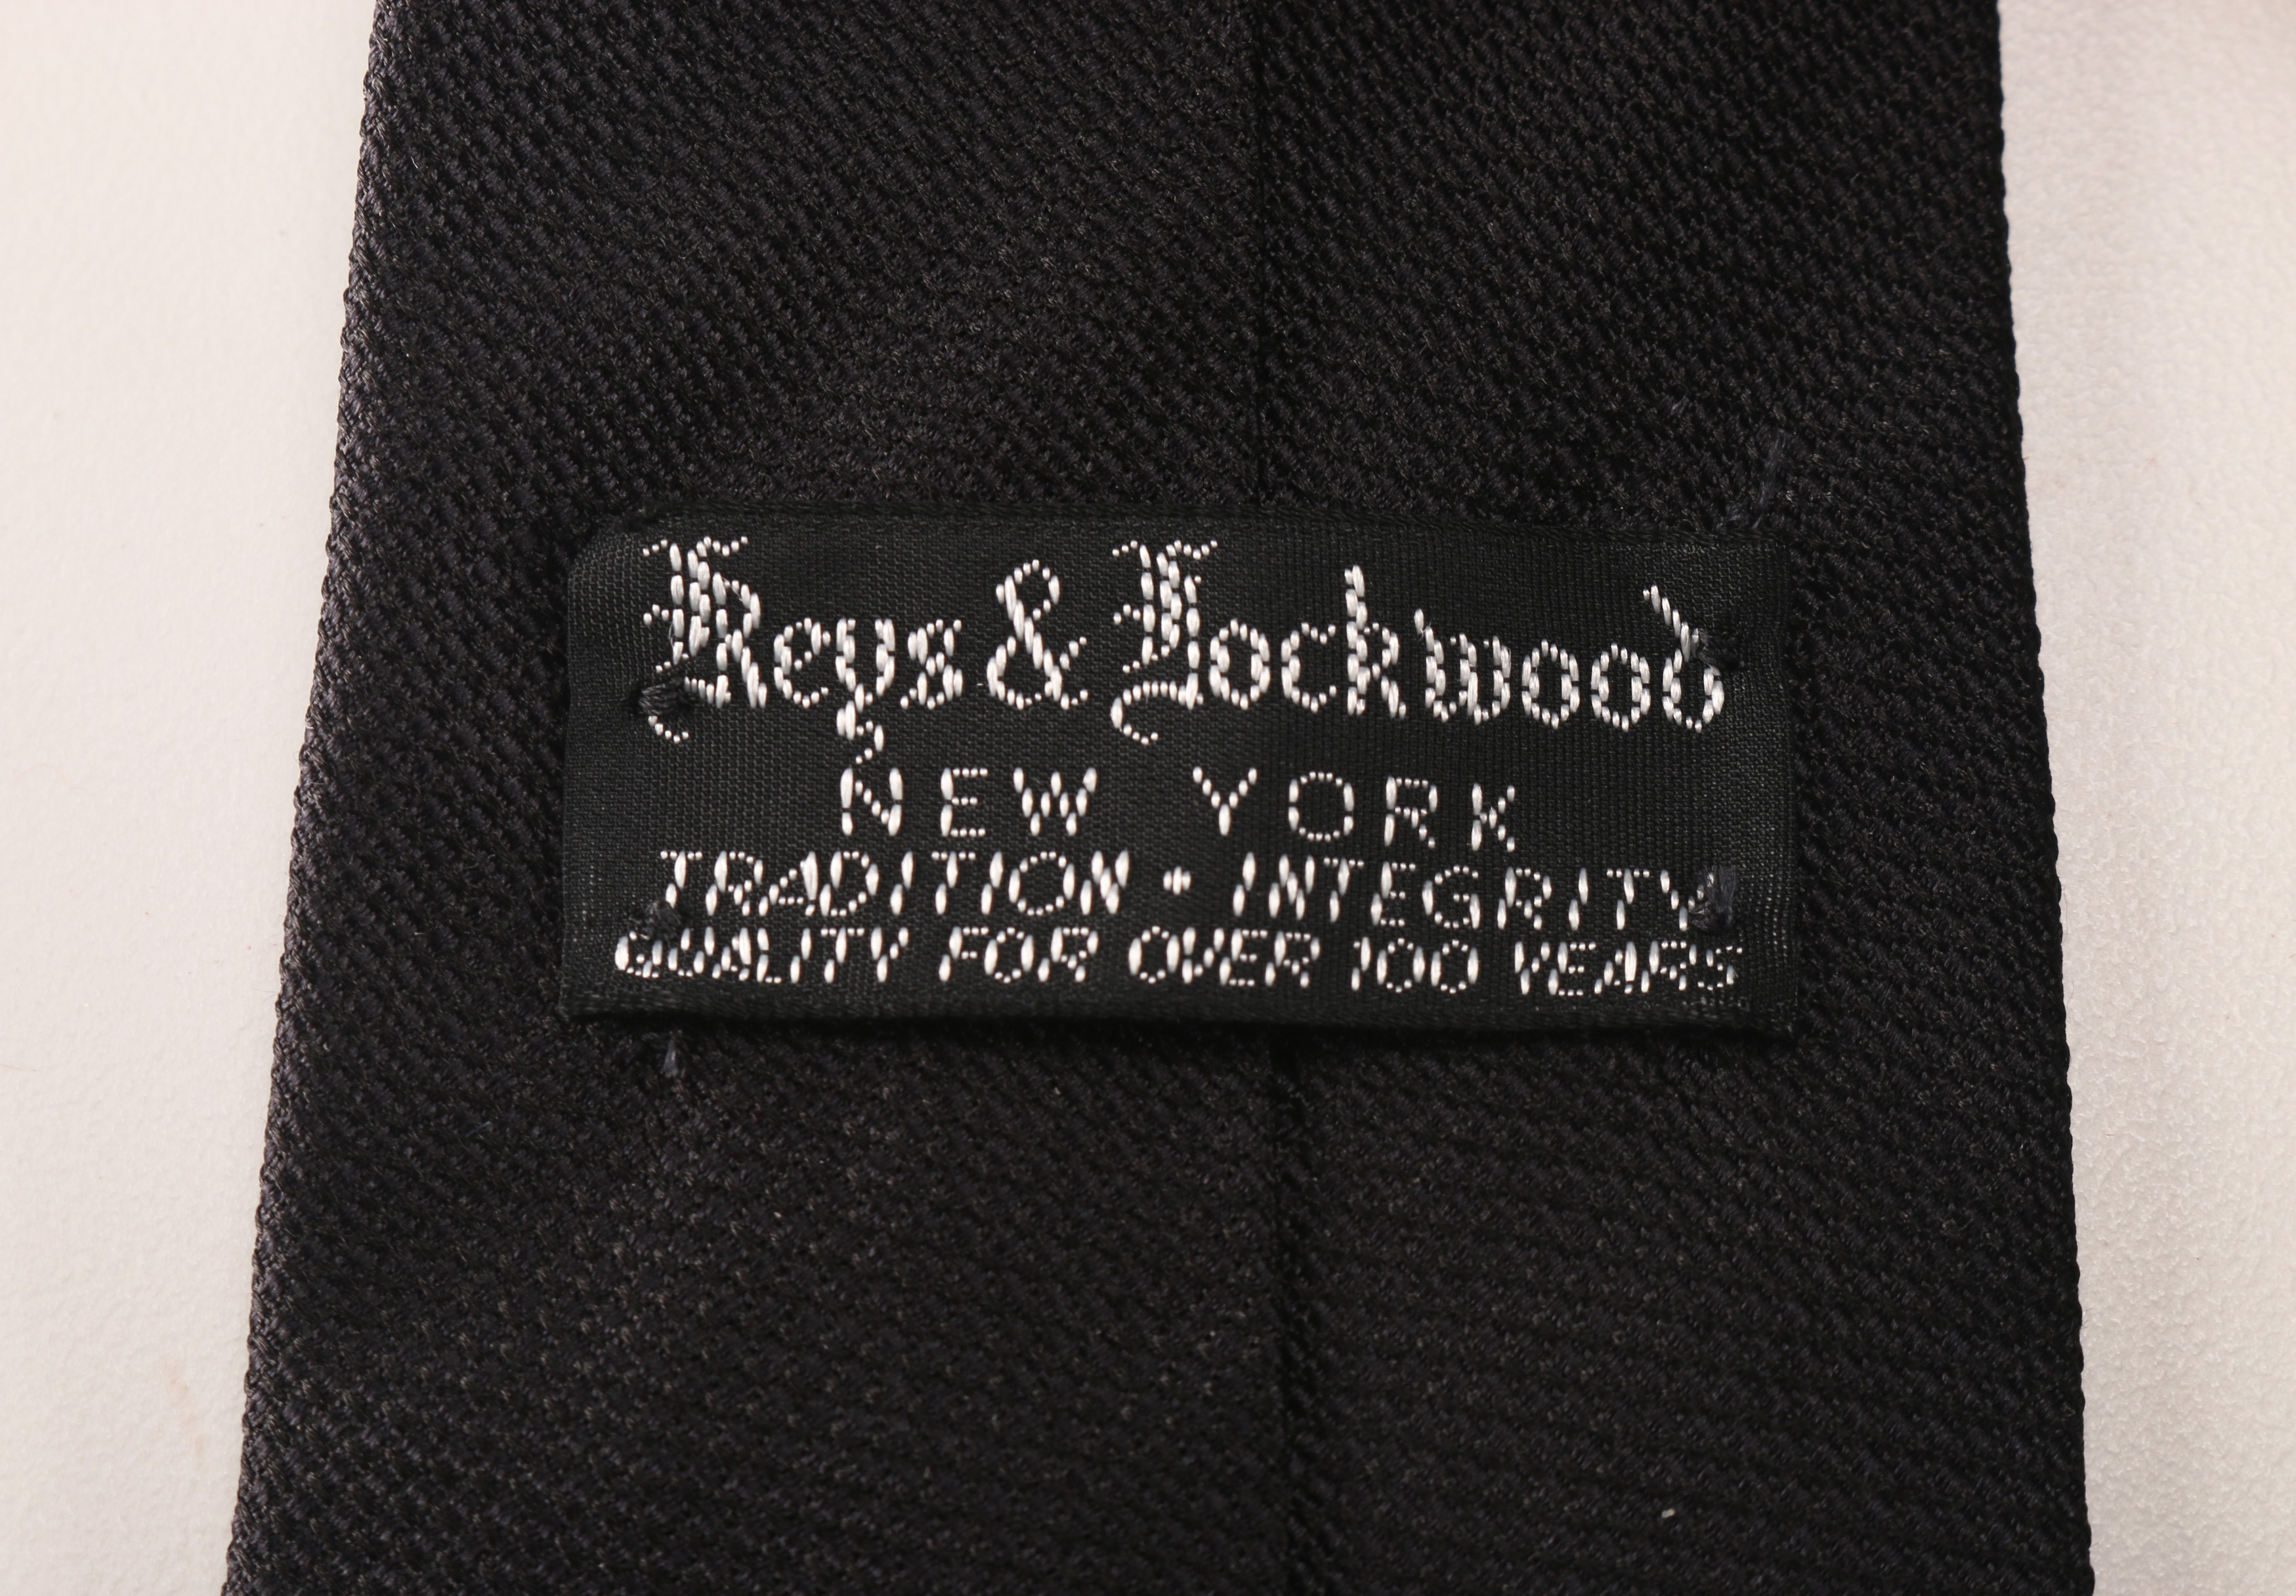 Keys & Lockwood
NEW YORK
TRADITION • INTEGRITY
QUALITY FOR OVER 100 YEARS